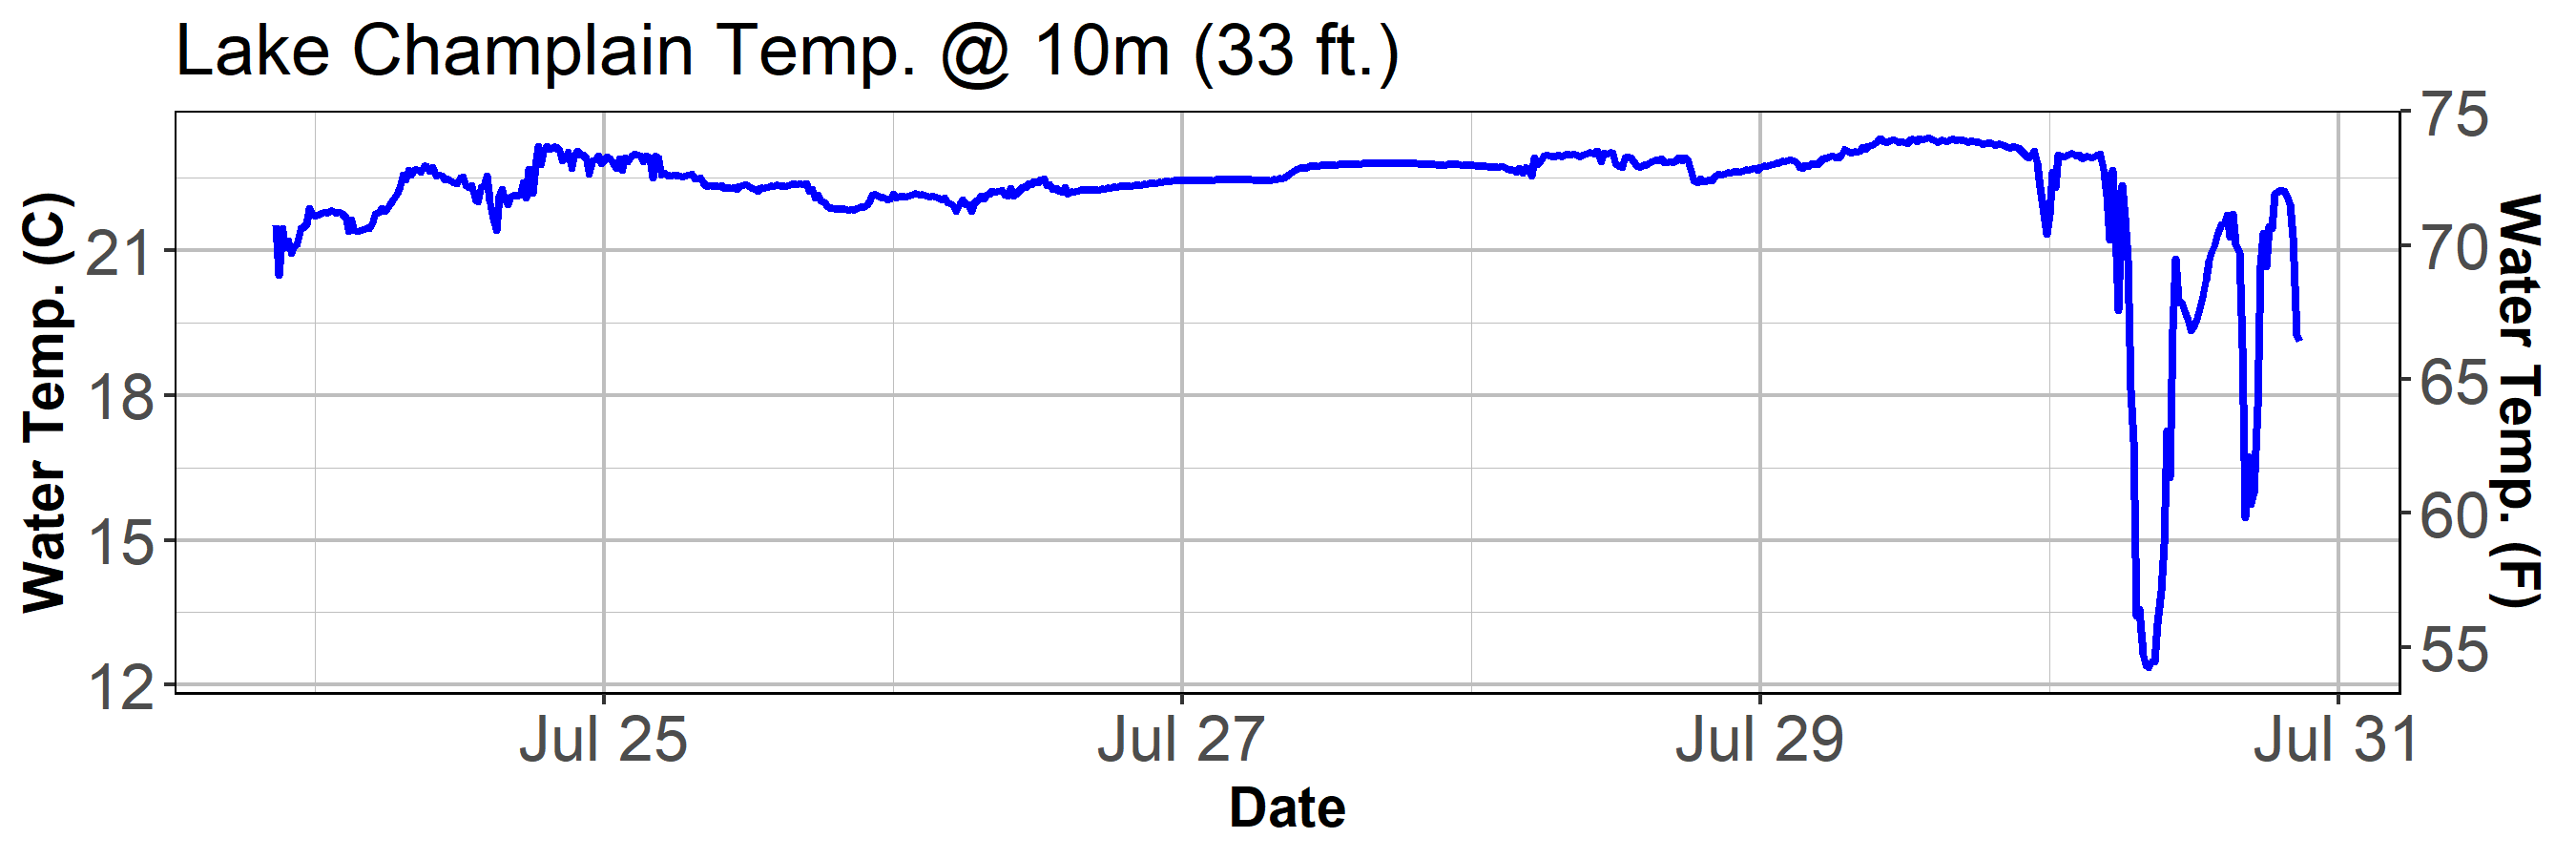 Lake Champlain Temp. @ 10m (33 ft.)
Water Temp. (C)
21
18
15
12
75
70
65
60
55
Water Temp. (F)
Jul 25
Jul 27
Jul 29
Jul 31
Date